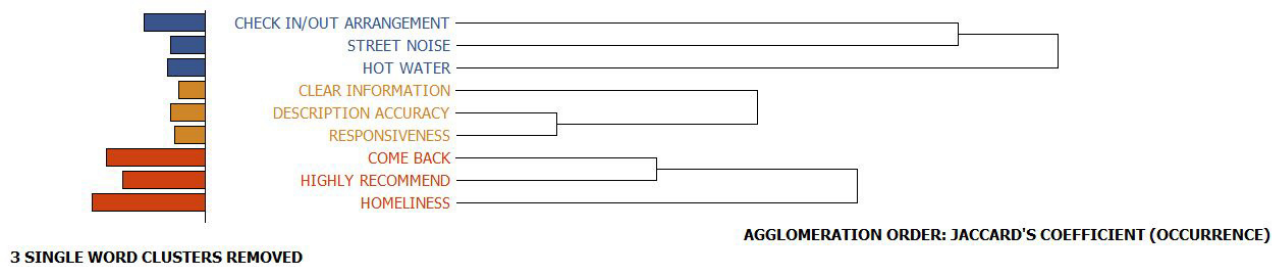 CHECK IN/OUT ARRANGEMENT
STREET NOISE
HOT WATER
CLEAR INFORMATION
DESCRIPTION ACCURACY
RESPONSIVENESS
COME BACK
HIGHLY RECOMMEND
HOMELINESS
AGGLOMERATION ORDER: JACCARD'S COEFFICIENT (OCCURRENCE)
3 SINGLE WORD CLUSTERS REMOVED